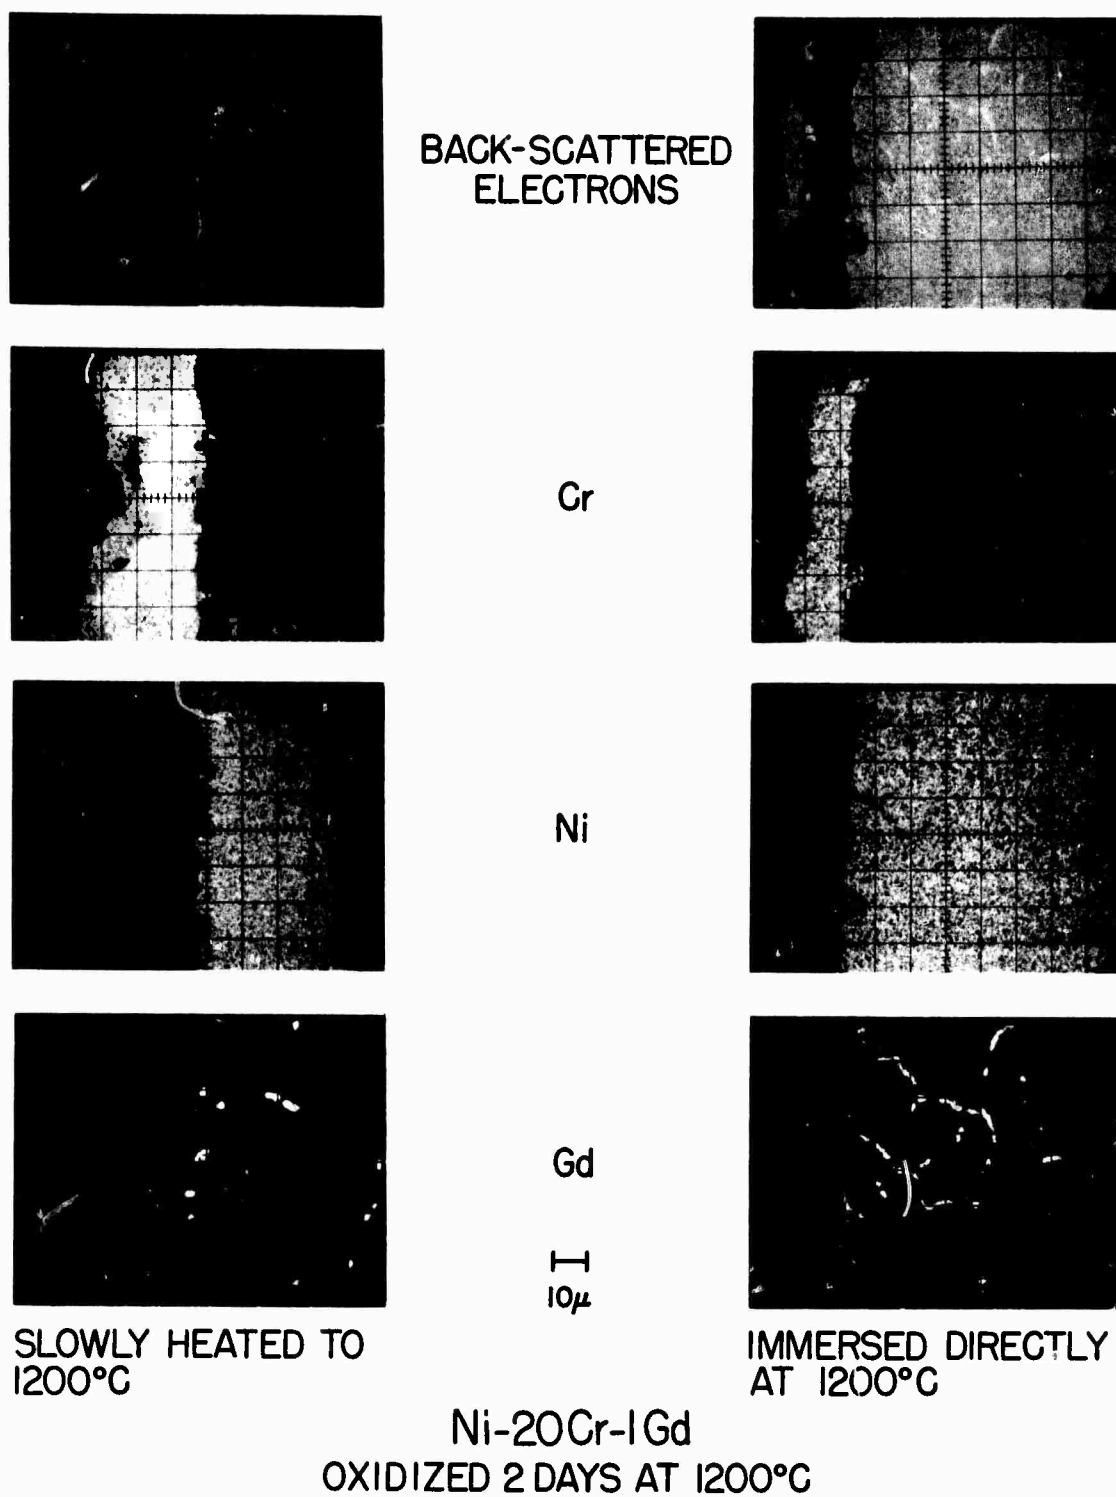 BACK-SCATTERED
ELECTRONS
Cr
Ni
Gd
10μ
SLOWLY HEATED TO
1200°C
IMMERSED DIRECTLY
AT 1200°C
Ni-20Cr-1Gd
OXIDIZED 2 DAYS AT 1200°C